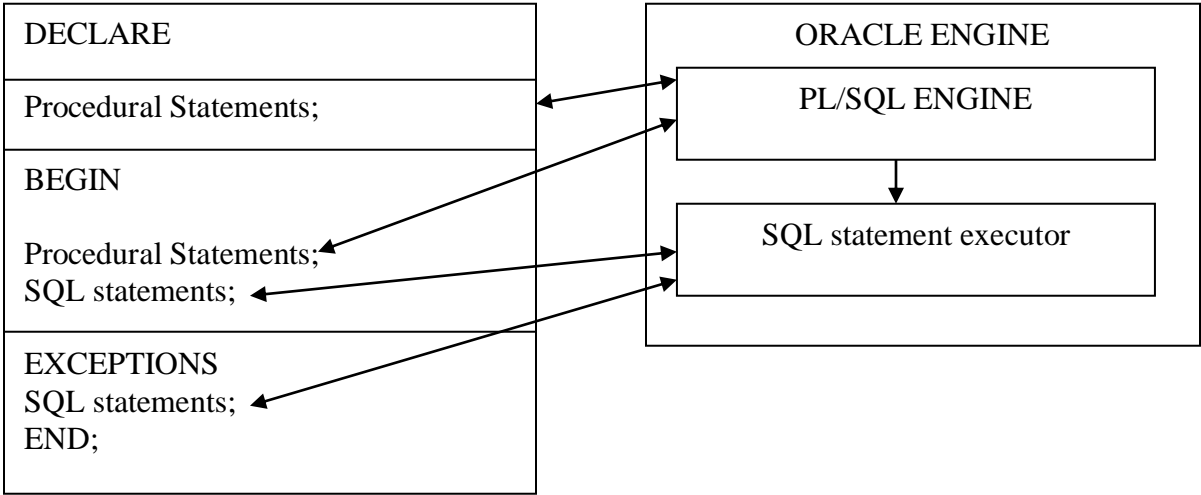 DECLARE
Procedural Statements;
BEGIN
Procedural Statements;
SQL statements;
EXCEPTIONS
SQL statements;
END;
ORACLE ENGINE
PL/SQL ENGINE
SQL statement executor